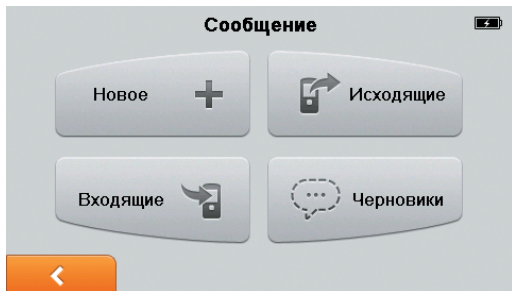 Сообщение
Новое
Исходящие
Входящие
Черновики